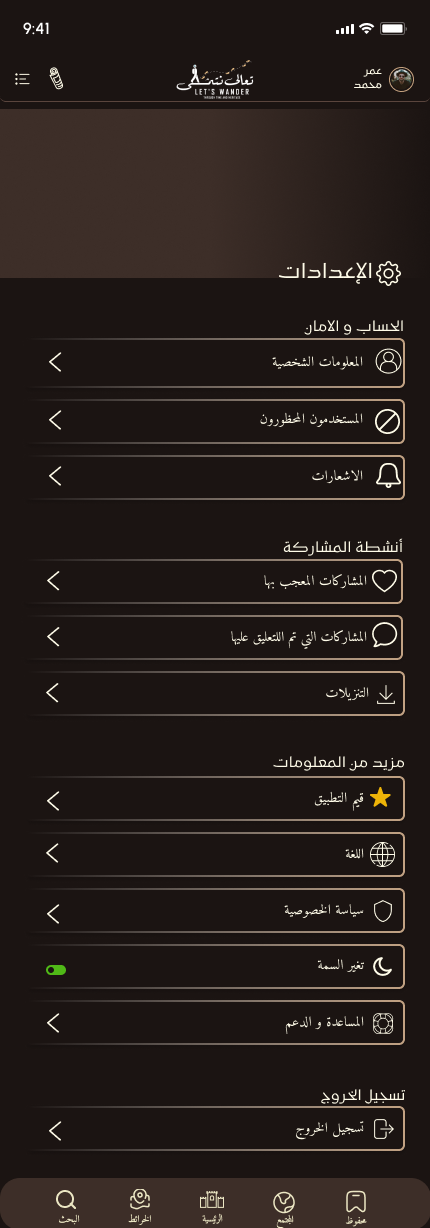 9:41
عمر
محمد
تعالى نتمشى
LET'S WANDER
الإعدادات
الحساب و الامان
المعلومات الشخصية
المستخدمون المحظورون
الاشعارات
أنشطة المشاركة
المشاركات المعجب بها
المشاركات التي تم اللتعليق عليها
التنزيلات
مزيد من المعلومات
قيم التطبيق
اللغة
سياسة الخصوصية
تغير السمة
المساعدة و الدعم
تسجيل الخروج
تسجيل الخروج
محفوظ
المجتمع
الرئيسية
الخرائط
البحث